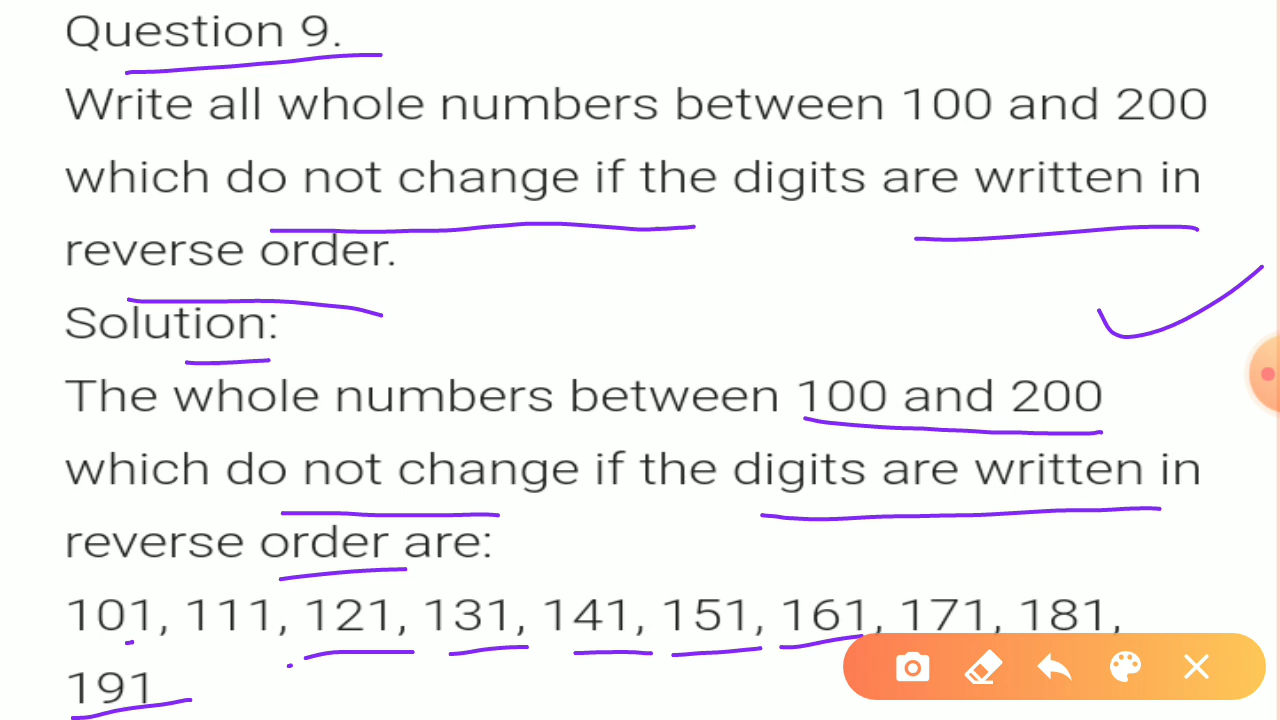 Question 9.
Write all whole numbers between 100 and 200
which do not change if the digits are written in
reverse order.
Solution:
The whole numbers between 100 and 200
which do not change if the digits are written in
reverse order are:
101, 111, 121, 131, 141, 151, 161, 171, 181,
191